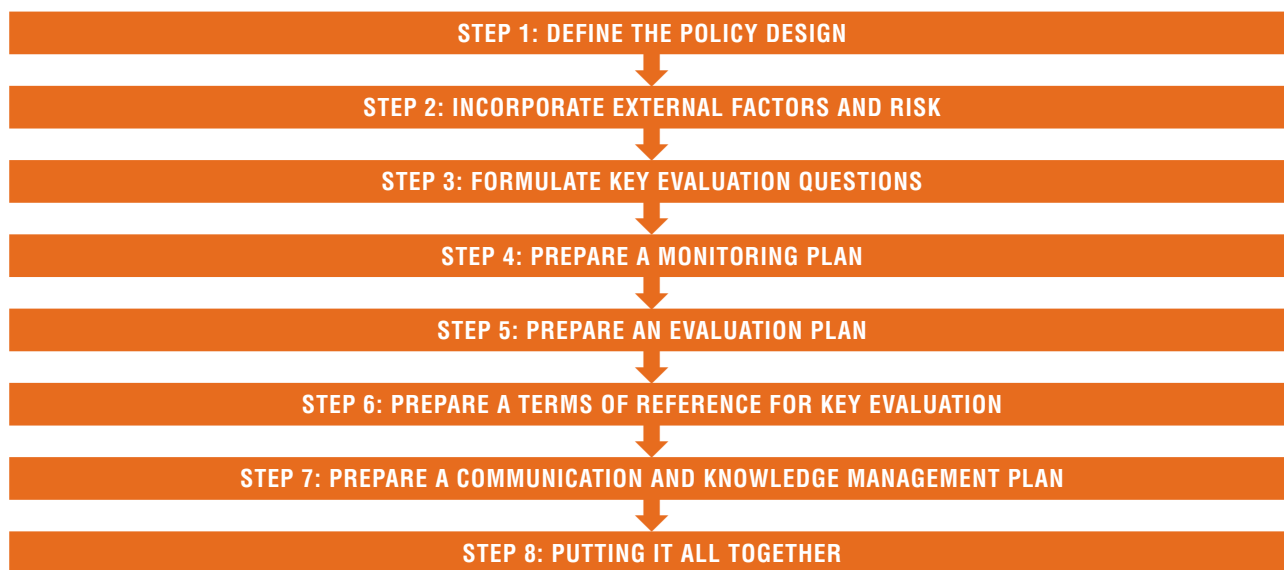 STEP 1: DEFINE THE POLICY DESIGN
STEP 2: INCORPORATE EXTERNAL FACTORS AND RISK
STEP 3: FORMULATE KEY EVALUATION QUESTIONS
STEP 4: PREPARE A MONITORING PLAN
STEP 5: PREPARE AN EVALUATION PLAN
STEP 6: PREPARE A TERMS OF REFERENCE FOR KEY EVALUATION
STEP 7: PREPARE A COMMUNICATION AND KNOWLEDGE MANAGEMENT PLAN
STEP 8: PUTTING IT ALL TOGETHER